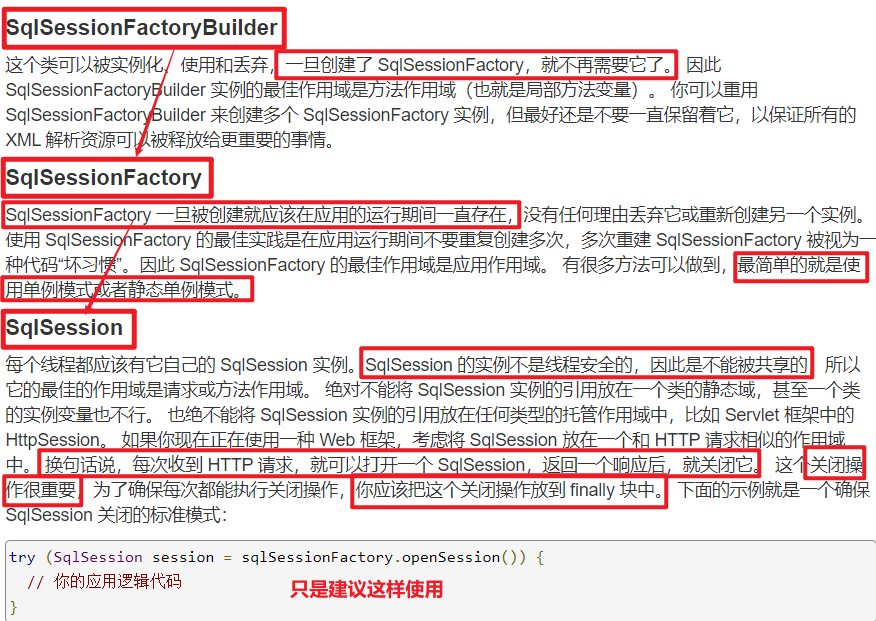 SqlSessionFactoryBuilder
这个类可以被实例化、使用和丢弃，一旦创建了 SqlSessionFactory，就不再需要它了。 因此
SqlSessionFactoryBuilder 实例的最佳作用域是方法作用域（也就是局部方法变量）。 你可以重用
SqlSessionFactoryBuilder 来创建多个 SqlSessionFactory 实例，但最好还是不要一直保留着它，以保证所有的
XML 解析资源可以被释放给更重要的事情。
SqlSessionFactory
SqlSessionFactory 一旦被创建就应该在应用的运行期间一直存在，没有任何理由丢弃它或重新创建另一个实例。
使用 SqlSessionFactory 的最佳实践是在应用运行期间不要重复创建多次，多次重建 SqlSessionFactory 被视为一
种代码“坏习惯”。因此 SqlSessionFactory 的最佳作用域是应用作用域。 有很多方法可以做到，最简单的就是使
用单例模式或者静态单例模式。
SqlSession
每个线程都应该有它自己的 SqlSession 实例。SqlSession 的实例不是线程安全的，因此是不能被共享的， 所以
它的最佳的作用域是请求或方法作用域。 绝对不能将 SqlSession 实例的引用放在一个类的静态域，甚至一个类
的实例变量也不行。 也绝不能将 SqlSession 实例的引用放在任何类型的托管作用域中，比如 Servlet 框架中的
HttpSession。 如果你现在正在使用一种 Web 框架，考虑将 SqlSession 放在一个和 HTTP 请求相似的作用域
中。 换句话说，每次收到 HTTP 请求，就可以打开一个 SqlSession，返回一个响应后，就关闭它。 这个关闭操
作很重要，为了确保每次都能执行关闭操作，你应该把这个关闭操作放到 finally 块中。 下面的示例就是一个确保
SqlSession 关闭的标准模式：
try (SqlSession session = sqlSessionFactory.openSession()) {
// 你的应用逻辑代码
只是建议这样使用
}